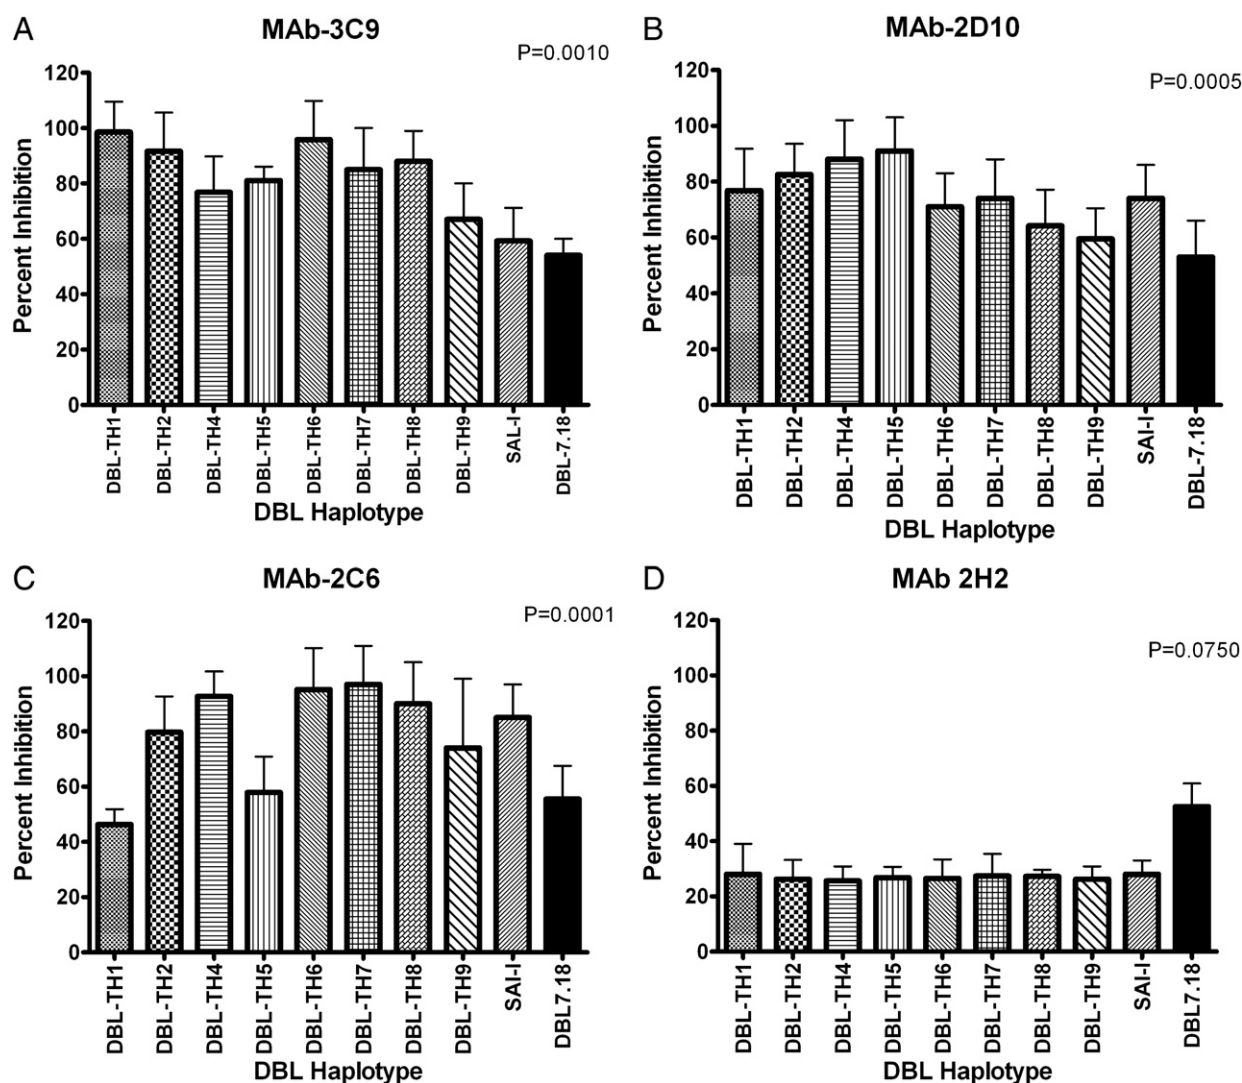 A
MAb-3C9
P=0.0010
Percent Inhibition
120
100
80
60
40
20
0
DBL-TH1
DBL-TH2
DBL-TH4
DBL-TH5
DBL-TH6
DBL-TH7
DBL-TH8
DBL-TH9
SAL-I
DBL-7.18
DBL Haplotype
B
MAb-2D10
P=0.0005
Percent Inhibition
120
100
80
60
40
20
0
DBL-TH1
DBL-TH2
DBL-TH4
DBL-TH5
DBL-TH6
DBL-TH7
DBL-TH8
DBL-TH9
SAI-I
DBL-7.18
DBL Haplotype
C
MAb-2C6
P=0.0001
Percent Inhibition
120
100
80
60
40
20
0
DBL-TH1
DBL-TH2
DBL-TH4
DBL-TH5
DBL-TH6
DBL-TH7
DBL-TH8
DBL-TH9
SAI-I
DBL7.18
DBL Haplotype
D
MAb 2H2
P=0.0750
Percent Inhibition
120
100
80
60
40
20
0
DBL-TH1
DBL-TH2
DBL-TH4
DBL-TH5
DBL-TH6
DBL-TH7
DBL-TH8
DBL-TH9
SAI-I
DBL7.18
DBL Haplotype